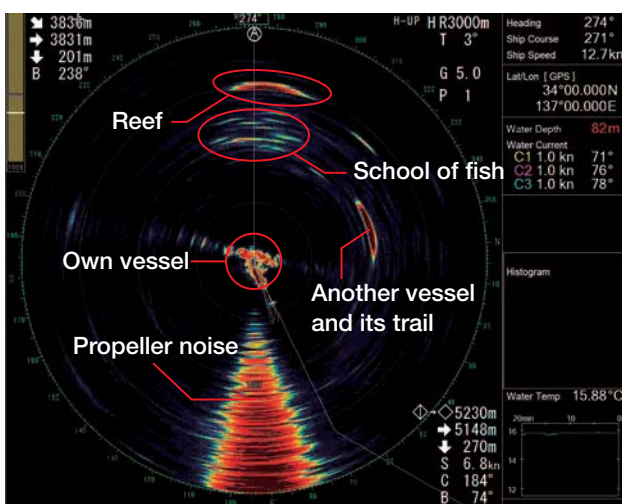 3836m
3831m
201m
B 238°
274°
A
H-UP H R3000m
T 3°
G 5.0
P 1
Heading 274°
Ship Course 271°
Ship Speed 12.7kn
Lat/Lon [GPS]
34°00.000N
137°00.000E
Water Depth 82m
Water Current
C1 1.0 kn 71°
C2 1.0 kn 76°
C3 1.0 kn 78°
Reef
School of fish
Own vessel
Another vessel
and its trail
Propeller noise
Histogram
Water Temp 15.88°C
20min 10 0
16
14
12
5230m
5148m
270m
S 6.8kn
C 184°
B 74°